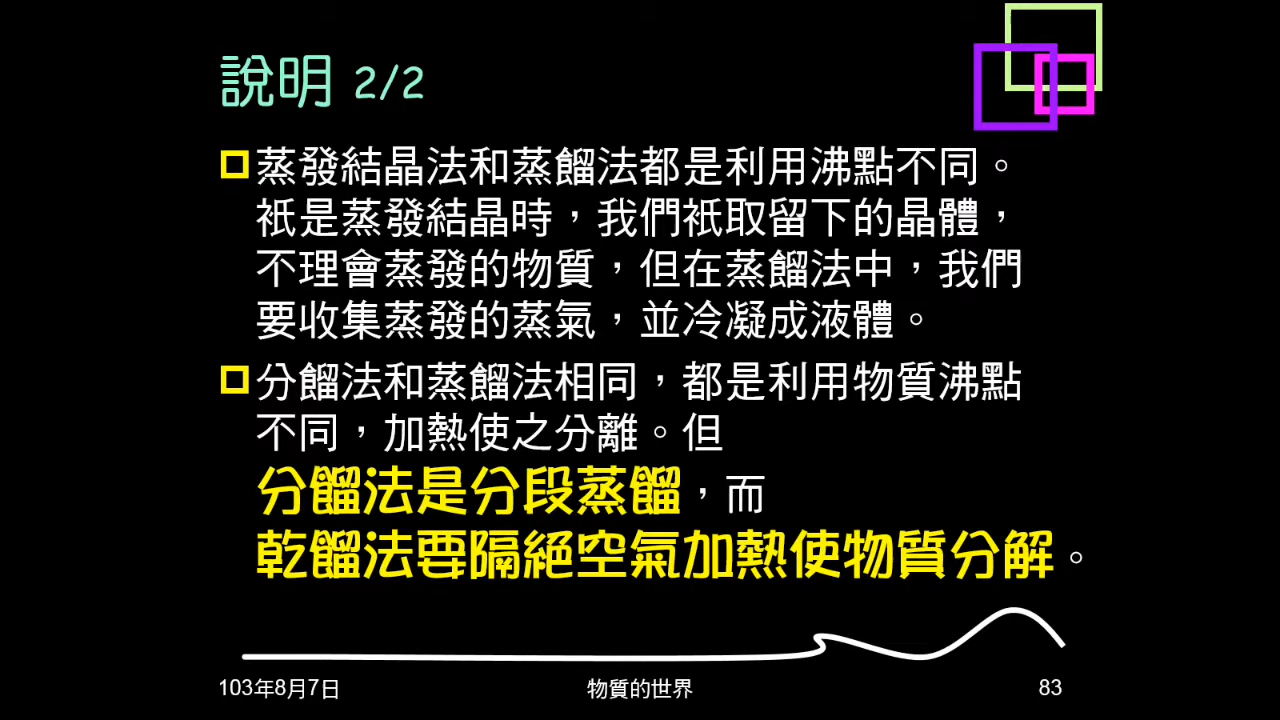 說明 2/2
蒸發結晶法和蒸餾法都是利用沸點不同。
衹是蒸發結晶時，我們衹取留下的晶體，
不理會蒸發的物質，但在蒸餾法中，我們
要收集蒸發的蒸氣，並冷凝成液體。
分餾法和蒸餾法相同，都是利用物質沸點
不同，加熱使之分離。但
分餾法是分段蒸餾，而
乾餾法要隔絕空氣加熱使物質分解。
103年8月7日
物質的世界
83